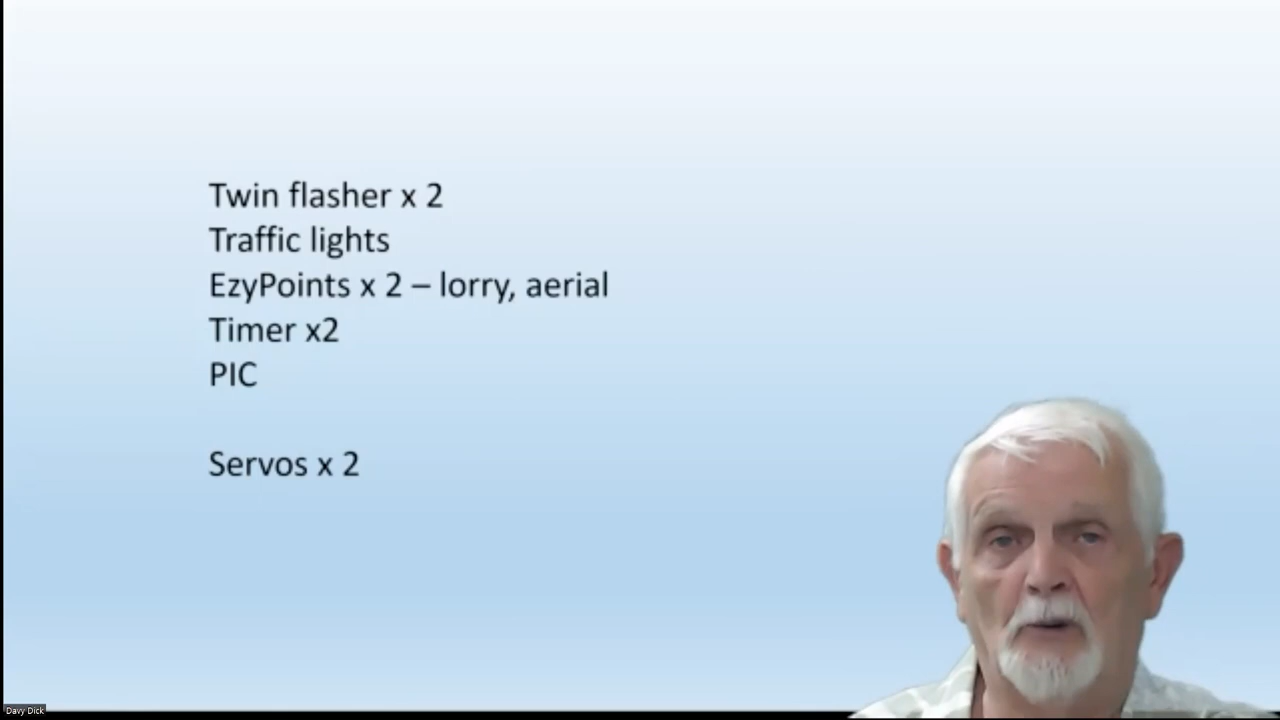 Twin flasher x 2
Traffic lights
EzyPoints x 2 – lorry, aerial
Timer x2
PIC
Servos x 2
Davy Dick